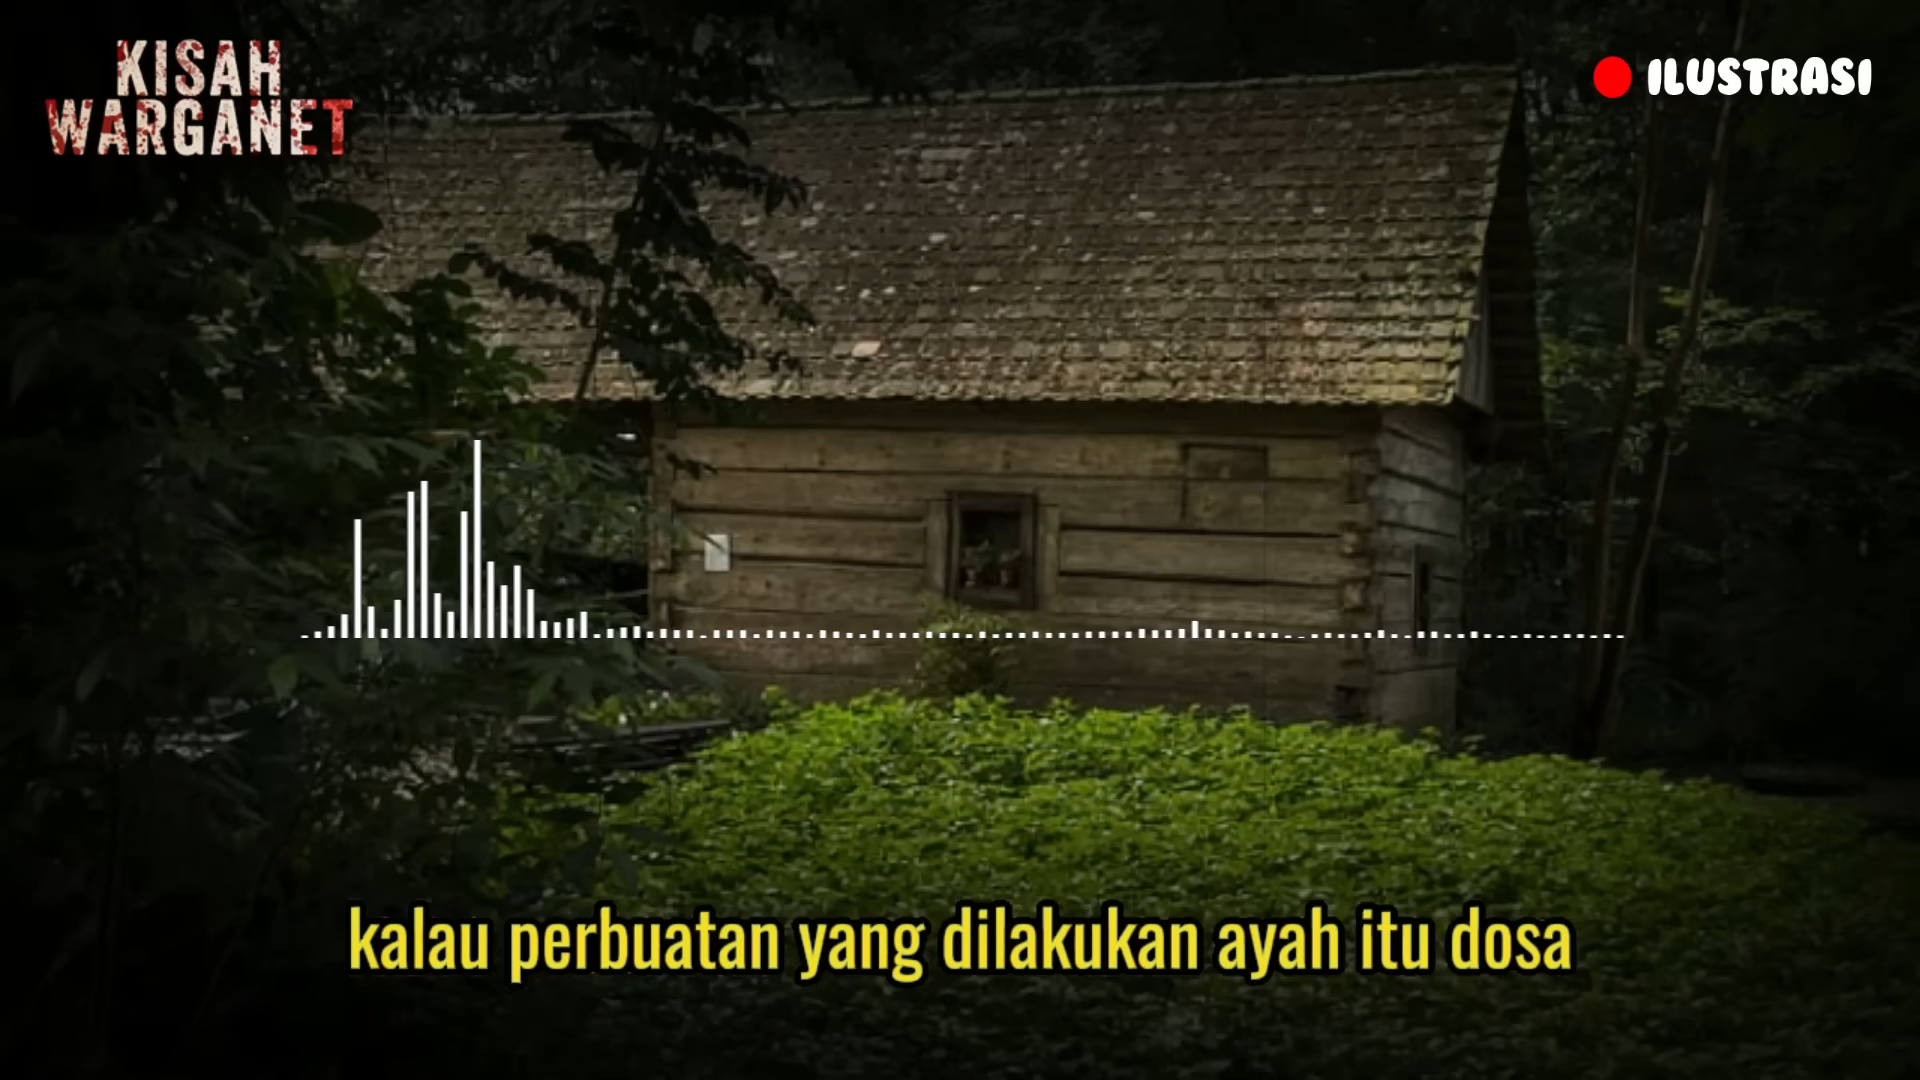 KISAH
WARGANET
ILUSTRASI
kalau perbuatan yang dilakukan ayah itu dosa